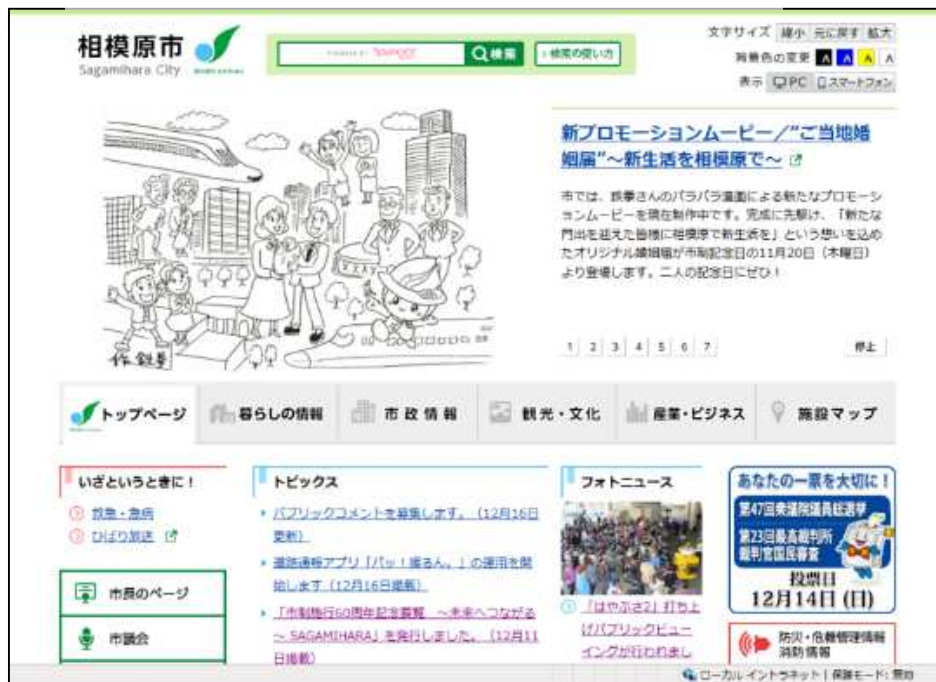 相模原市
Sagamihara City
検索
検索の使い方
文字サイズ 縮小 元に戻す 拡大
背景色の変更 A A A A
表示 PC スマートフォン
新プロモーションムービー／“ご当地婚
姻届”～新生活を相模原で～
市では、鉄拳さんのパラパラ漫画による新たなプロモーシ
ョンムービーを現在制作中です。完成に先駆け、「新たな
門出を迎えた皆様に相模原で新生活を」という想いを込め
たオリジナル婚姻届が市制記念日の11月20日（木曜日）
より登場します。二人の記念日にぜひ！
作 鉄拳
1 2 3 4 5 6 7
停止
トップページ
暮らしの情報
市政情報
観光・文化
産業・ビジネス
施設マップ
いざというときに！
救急・急病
ひばり放送
市長のページ
市議会
トピックス
パブリックコメントを募集します。（12月16日
更新）
道路通報アプリ「パッ！撮るん。」の運用を開
始します（12月16日掲載）
「市制施行60周年記念要覧 ～未来へつながる
～ SAGAMIHARA」を発行しました。（12月11
日掲載）
フォトニュース
「はやぶさ2」打ち上
げパブリックビュー
イングが行われまし
あなたの一票を大切に！
第47回衆議院議員総選挙
第23回最高裁判所
裁判官国民審査
投票日
12月14日（日）
防災・危機管理情報
消防情報
ローカル イントラネット | 保護モード: 無効